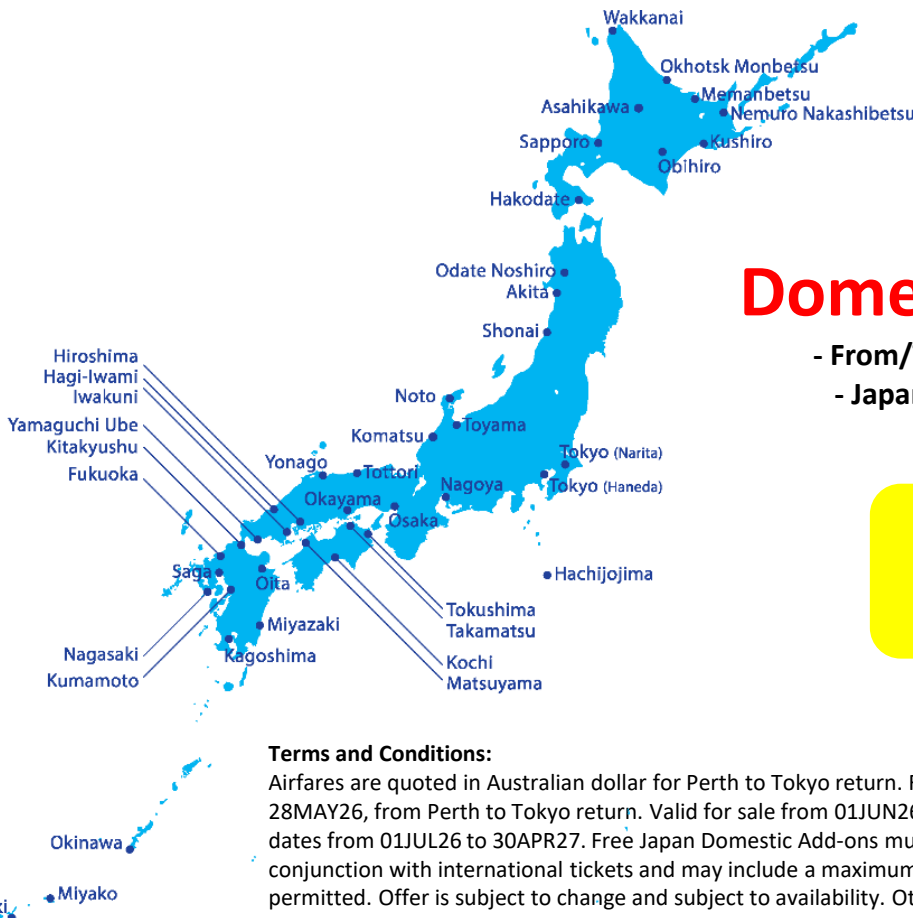 Wakkanai
Okhotsk Monbetsu
Memanbetsu
Asahikawa
Nemuro Nakashibetsu
Sapporo
Kushiro
Obihiro
Hakodate
Odate Noshiro
Akita
Shonai
Hiroshima
Hagi-Iwami
Iwakuni
Yamaguchi Ube
Kitakyushu
Fukuoka
Noto
Toyama
Komatsu
Yonago
Tottori
Tokyo (Narita)
Nagoya
Tokyo (Haneda)
Okayama
Osaka
Saga
Oita
Hachijojima
Tokushima
Takamatsu
Miyazaki
Nagasaki
Kagoshima
Kumamoto
Kochi
Matsuyama
Okinawa
Miyako
- From/
- Japa
Terms and Conditions:
Airfares are quoted in Australian dollar for Perth to Tokyo return.
28MAY26, from Perth to Tokyo return. Valid for sale from 01JUN26
dates from 01JUL26 to 30APR27. Free Japan Domestic Add-ons mu
conjunction with international tickets and may include a maximum
permitted. Offer is subject to change and subject to availability. Ot